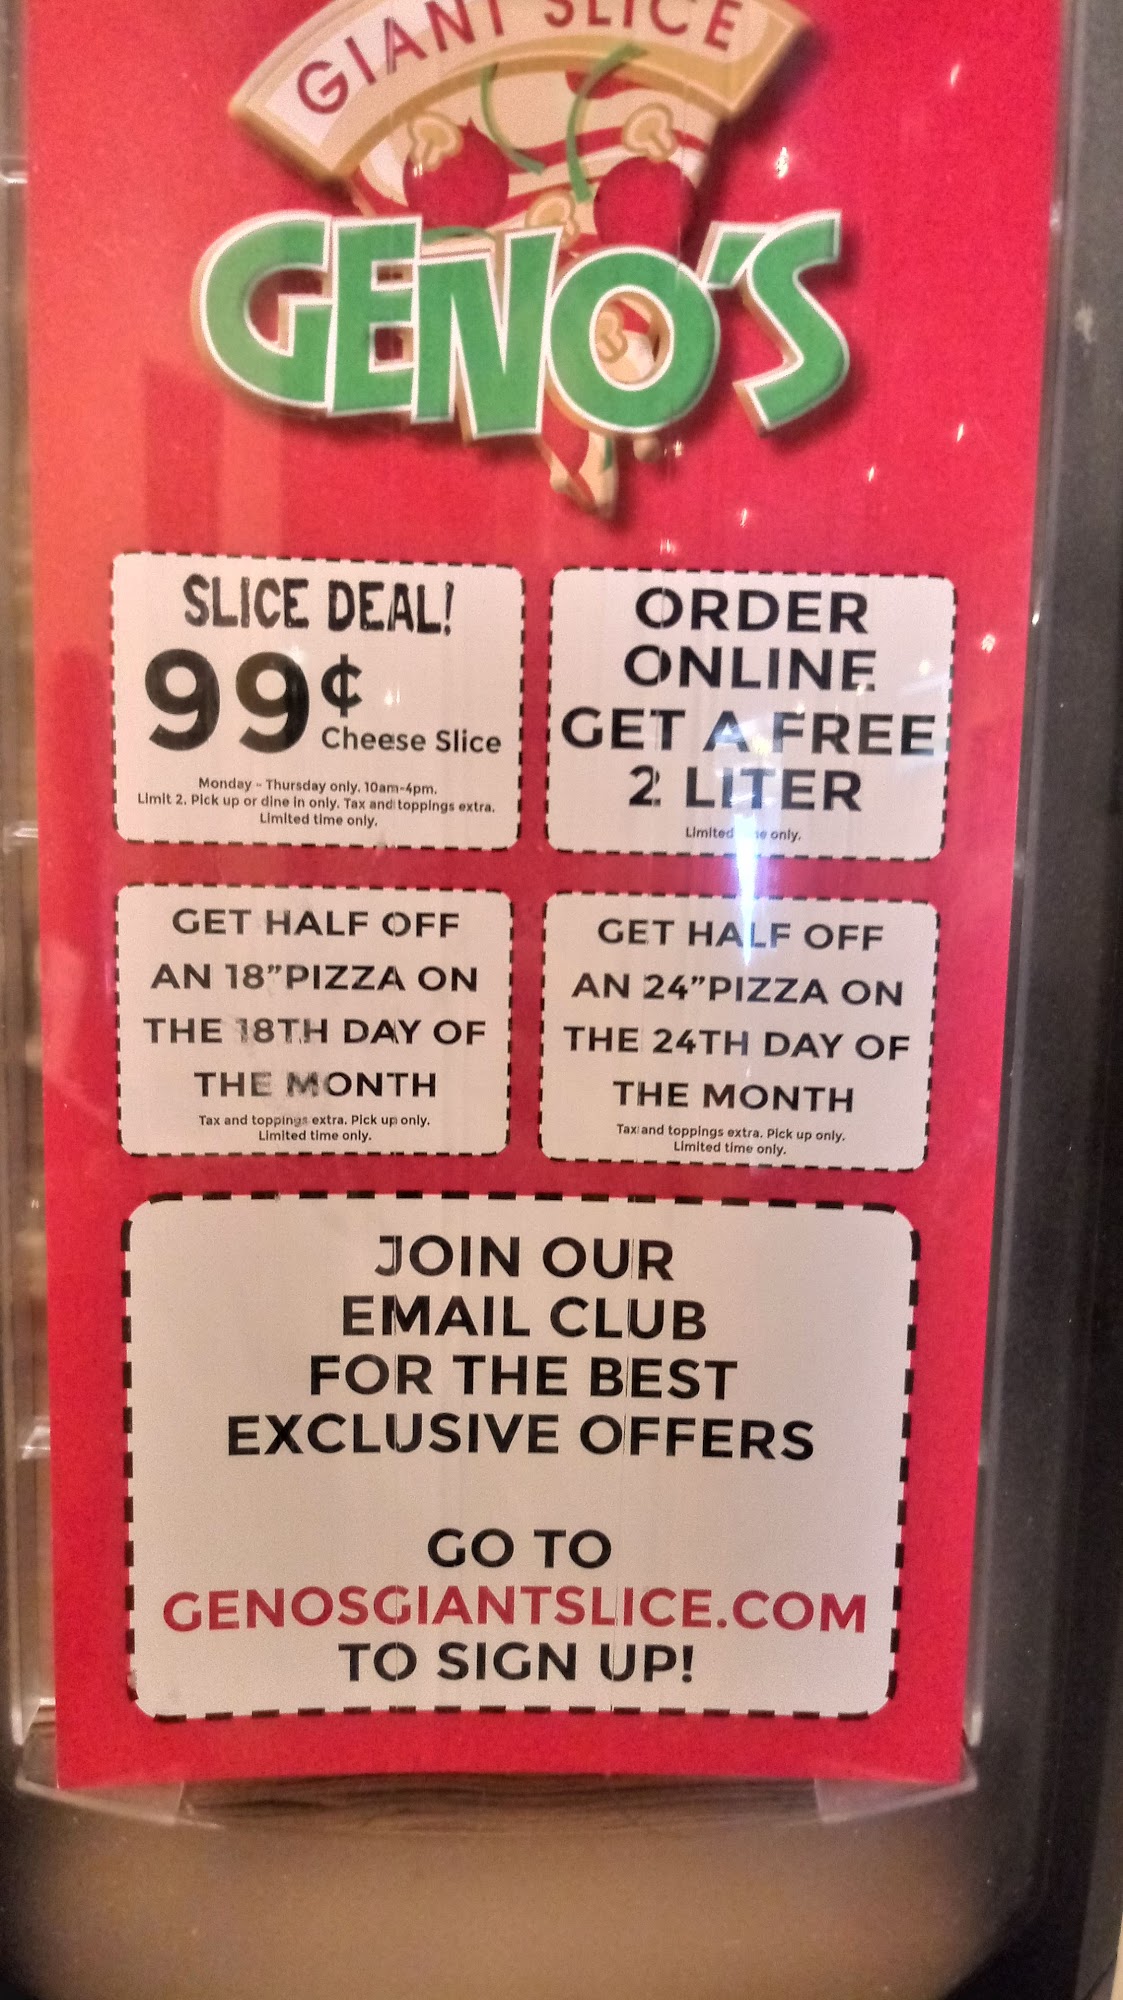 GIANT SLICE
GENO'S
SLICE DEAL!
99¢
Cheese Slice
Monday - Thursday only. 10am-4pm.
Limit 2. Pick up or dine in only. Tax and toppings extra.
Limited time only.
ORDER
ONLINE
GET A FREE
2 LITER
Limited time only.
GET HALF OFF
AN 18"PIZZA ON
THE 18TH DAY OF
THE MONTH
Tax and toppings extra. Pick up only.
Limited time only.
GET HALF OFF
AN 24"PIZZA ON
THE 24TH DAY OF
THE MONTH
Tax and toppings extra. Pick up only.
Limited time only.
JOIN OUR
EMAIL CLUB
FOR THE BEST
EXCLUSIVE OFFERS
GO TO
GENOSGIANTSLICE.COM
TO SIGN UP!